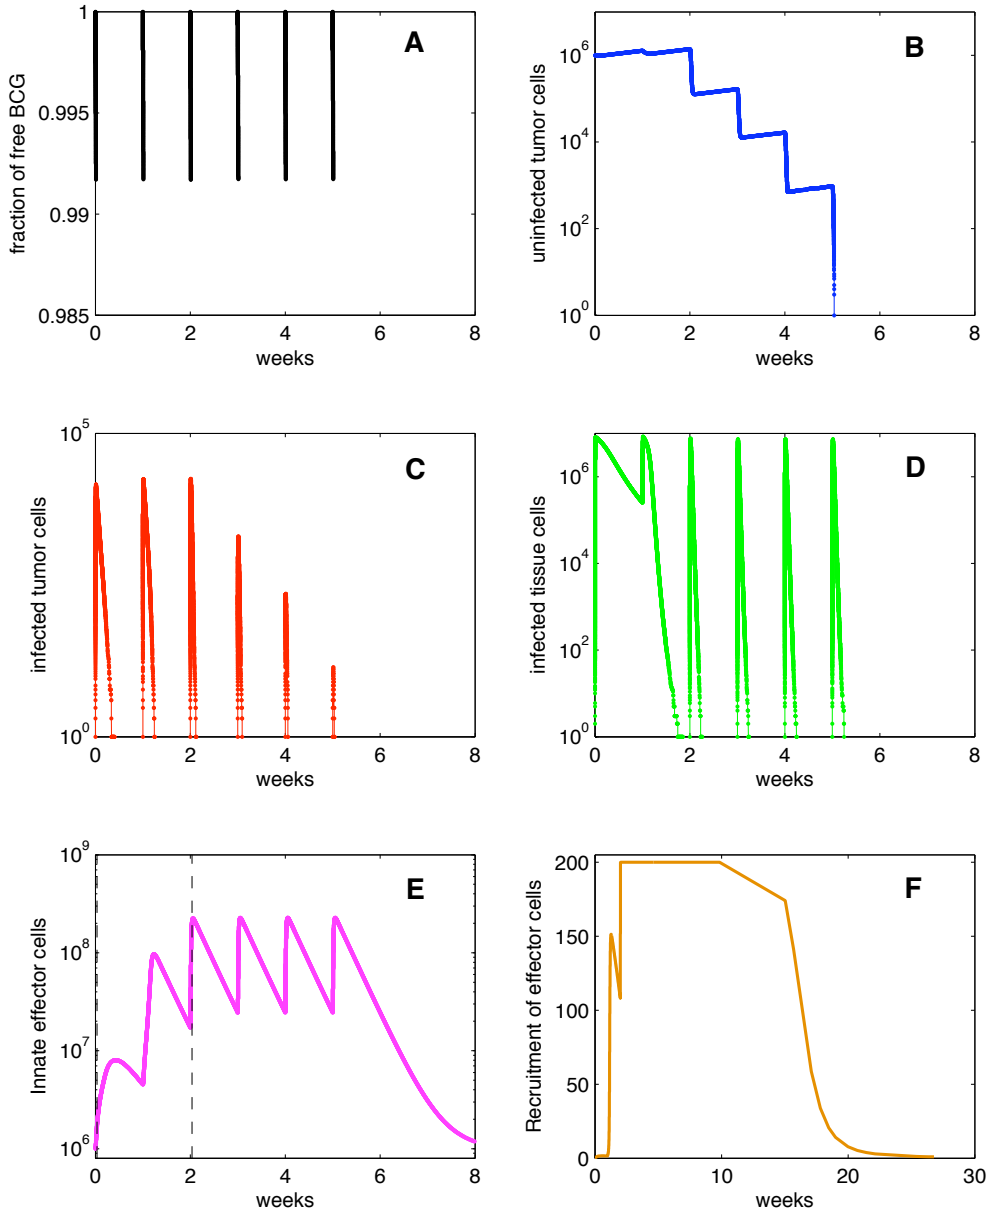 A
fraction of free BCG
1
0.995
0.99
0.985
0 2 4 6 8
weeks
B
uninfected tumor cells
10^6
10^4
10^2
10^0
0 2 4 6 8
weeks
C
infected tumor cells
10^5
10^0
0 2 4 6 8
weeks
D
infected tissue cells
10^6
10^4
10^2
10^0
0 2 4 6 8
weeks
E
Innate effector cells
10^9
10^8
10^7
10^6
0 2 4 6 8
weeks
F
Recruitment of effector cells
200
150
100
50
0
0 10 20 30
weeks